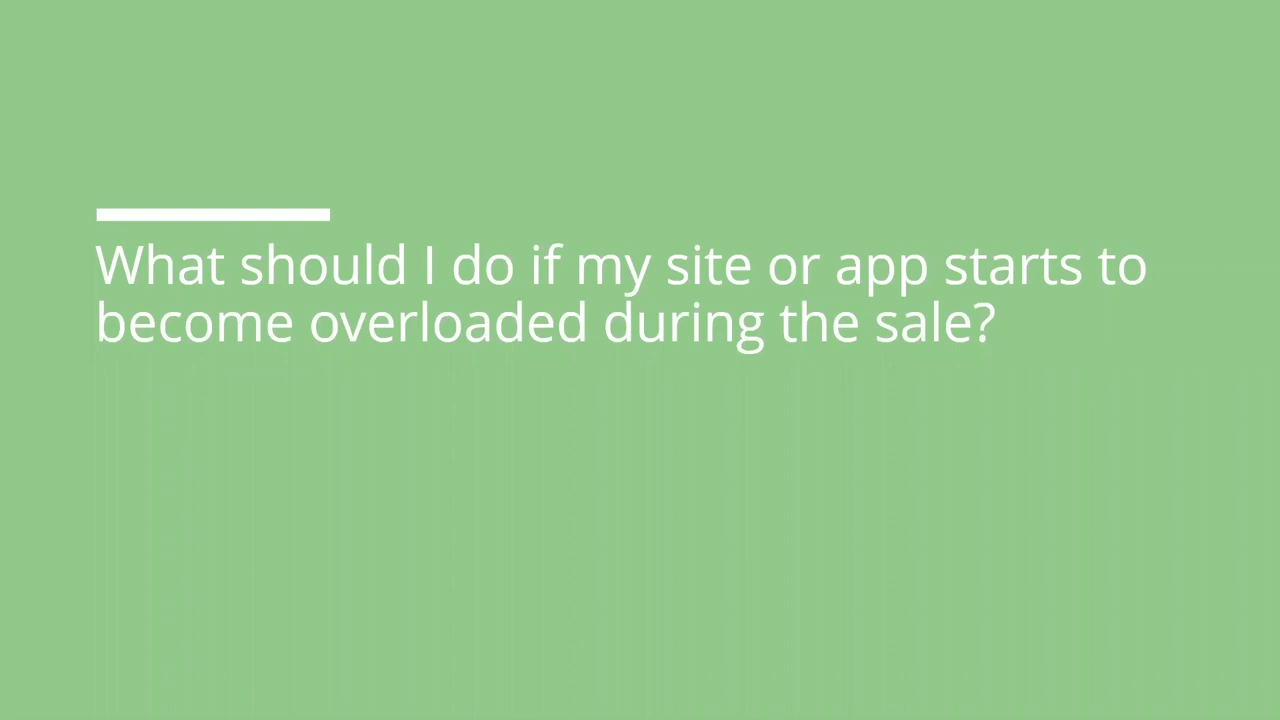 What should I do if my site or app starts to
become overloaded during the sale?